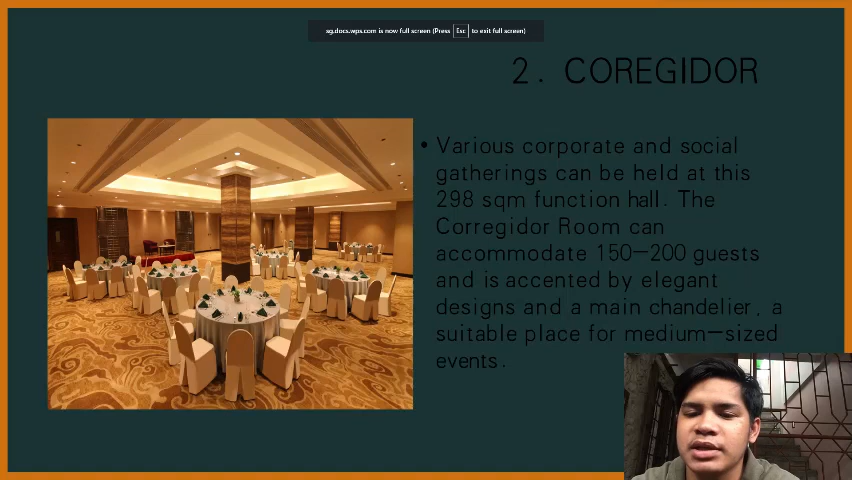 sg.docs.wps.com is now full screen (Press Esc to exit full screen)
2. COREGIDOR
• Various corporate and social
gatherings can be held at this
298 sqm function hall. The
Corregidor Room can
accommodate 150-200 guests
and is accented by elegant
designs and a main chandelier, a
suitable place for medium-sized
events.